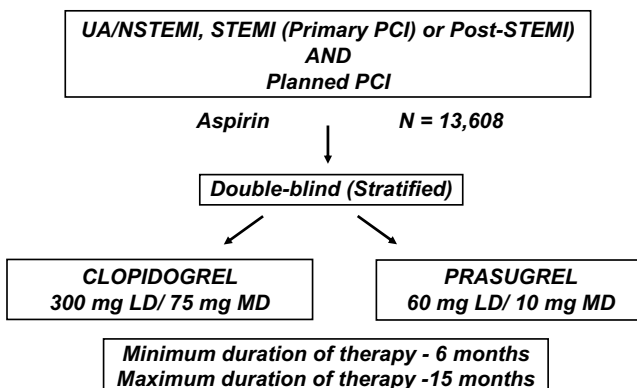 UA/NSTEMI, STEMI (Primary PCI) or Post-STEMI)
AND
Planned PCI
Aspirin N = 13,608
Double-blind (Stratified)
CLOPIDOGREL
300 mg LD/ 75 mg MD
PRASUGREL
60 mg LD/ 10 mg MD
Minimum duration of therapy - 6 months
Maximum duration of therapy -15 months